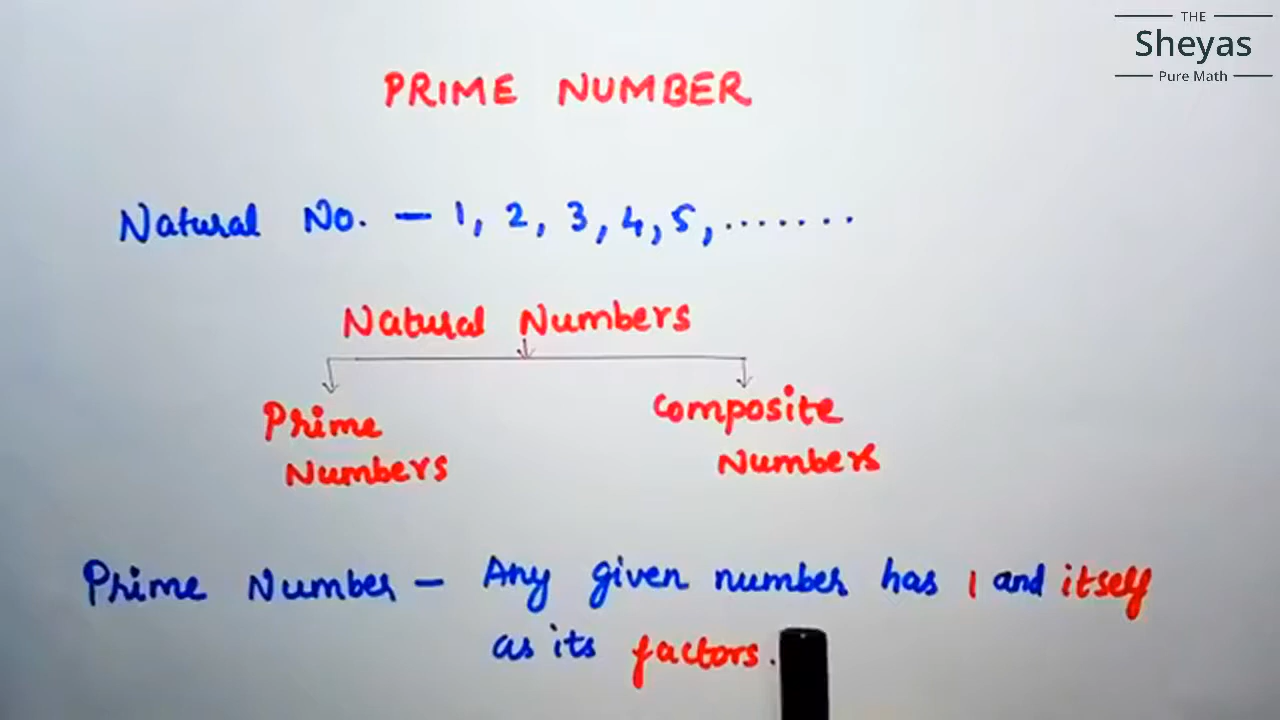 THE
Sheyas
Pure Math
PRIME NUMBER
Natural No. – 1, 2, 3, 4, 5, .......
Natural Numbers
Prime Numbers
Composite Numbers
Prime Number – Any given number has 1 and itself
as its factors.